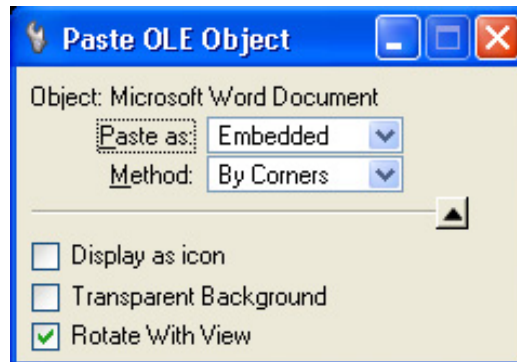 Paste OLE Object
Object: Microsoft Word Document
Paste as: Embedded
Method: By Corners
Display as icon
Transparent Background
Rotate With View